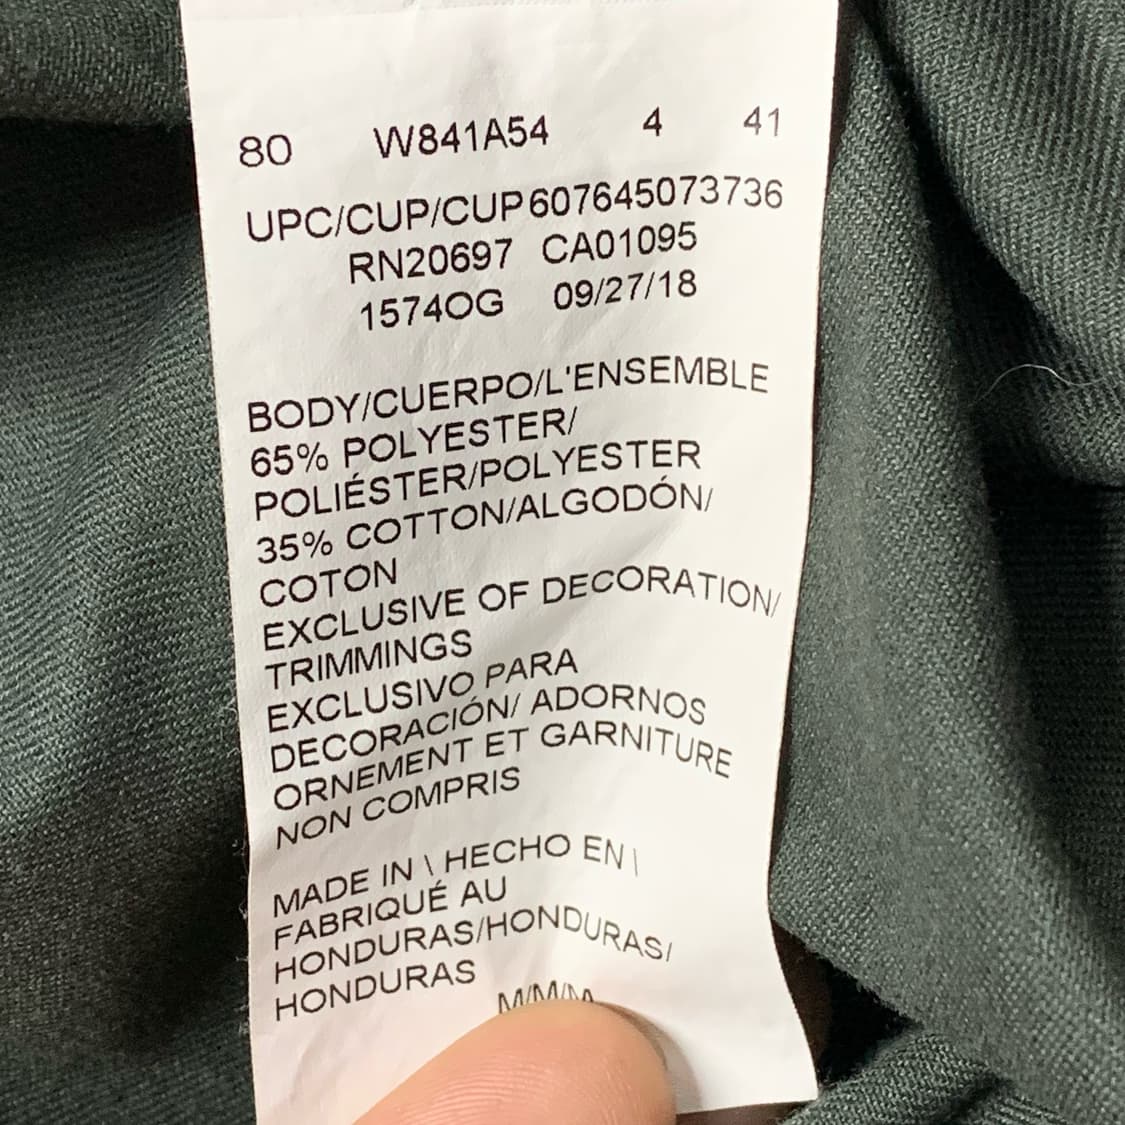 80 W841A54 4 41
UPC/CUP/CUP607645073736
RN20697 CA01095
1574OG 09/27/18
BODY/CUERPO/L'ENSEMBLE
65% POLYESTER/
POLIÉSTER/POLYESTER
35% COTTON/ALGODÓN/
COTON
EXCLUSIVE OF DECORATION/
TRIMMINGS
EXCLUSIVO PARA
DECORACIÓN/ ADORNOS
ORNEMENT ET GARNITURE
NON COMPRIS
MADE IN \ HECHO EN \
FABRIQUÉ AU
HONDURAS/HONDURAS/
HONDURAS
M/M/M